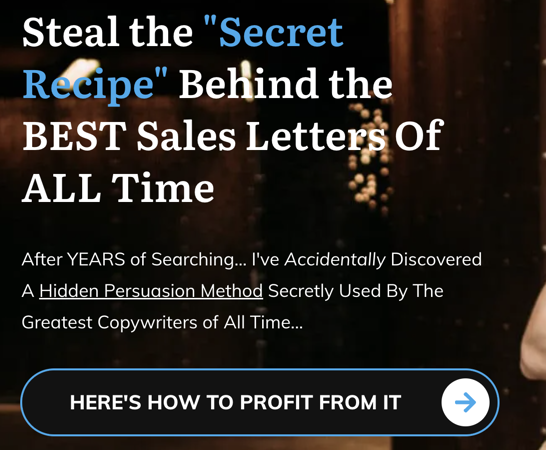 Steal the "Secret
Recipe" Behind the
BEST Sales Letters Of
ALL Time
After YEARS of Searching... I've Accidentally Discovered
A Hidden Persuasion Method Secretly Used By The
Greatest Copywriters of All Time...
HERE'S HOW TO PROFIT FROM IT